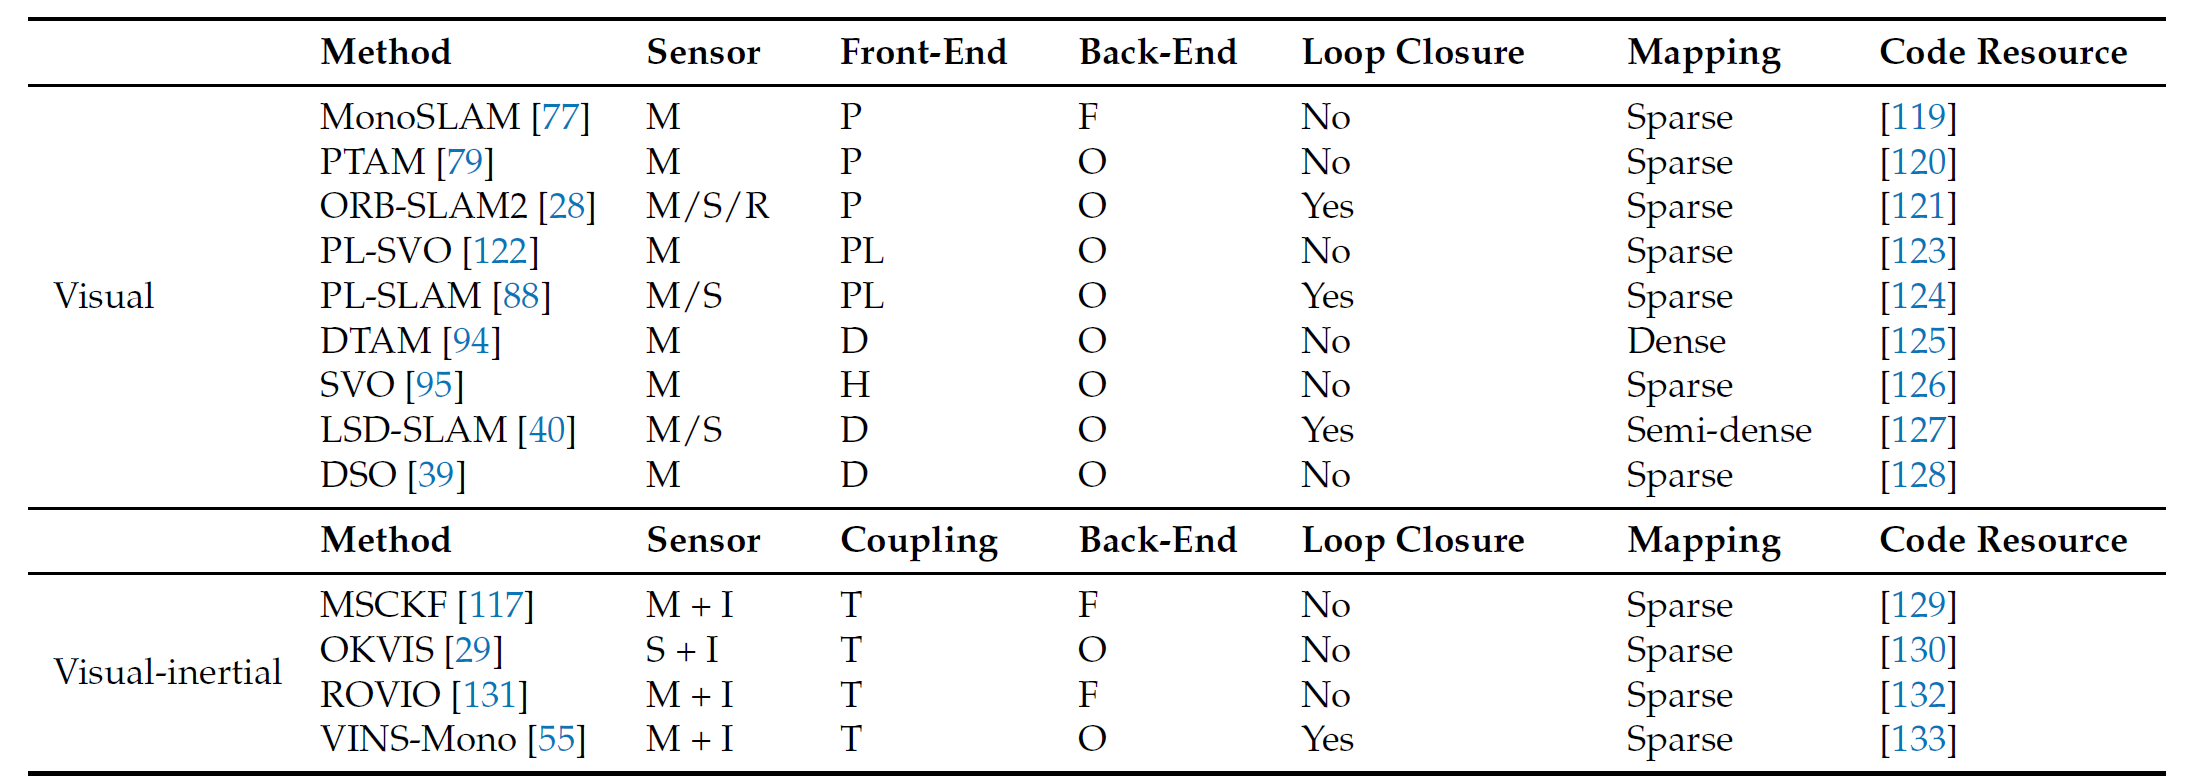 Method Sensor Front-End Back-End Loop Closure Mapping Code Resource
MonoSLAM [77] M P F No Sparse [119]
PTAM [79] M P O No Sparse [120]
ORB-SLAM2 [28] M/S/R P O Yes Sparse [121]
PL-SVO [122] M PL O No Sparse [123]
Visual PL-SLAM [88] M/S PL O Yes Sparse [124]
DTAM [94] M D O No Dense [125]
SVO [95] M H O No Sparse [126]
LSD-SLAM [40] M/S D O Yes Semi-dense [127]
DSO [39] M D O No Sparse [128]
Method Sensor Coupling Back-End Loop Closure Mapping Code Resource
MSCKF [117] M + I T F No Sparse [129]
OKVIS [29] S + I T O No Sparse [130]
Visual-inertial
ROVIO [131] M + I T F No Sparse [132]
VINS-Mono [55] M + I T O Yes Sparse [133]